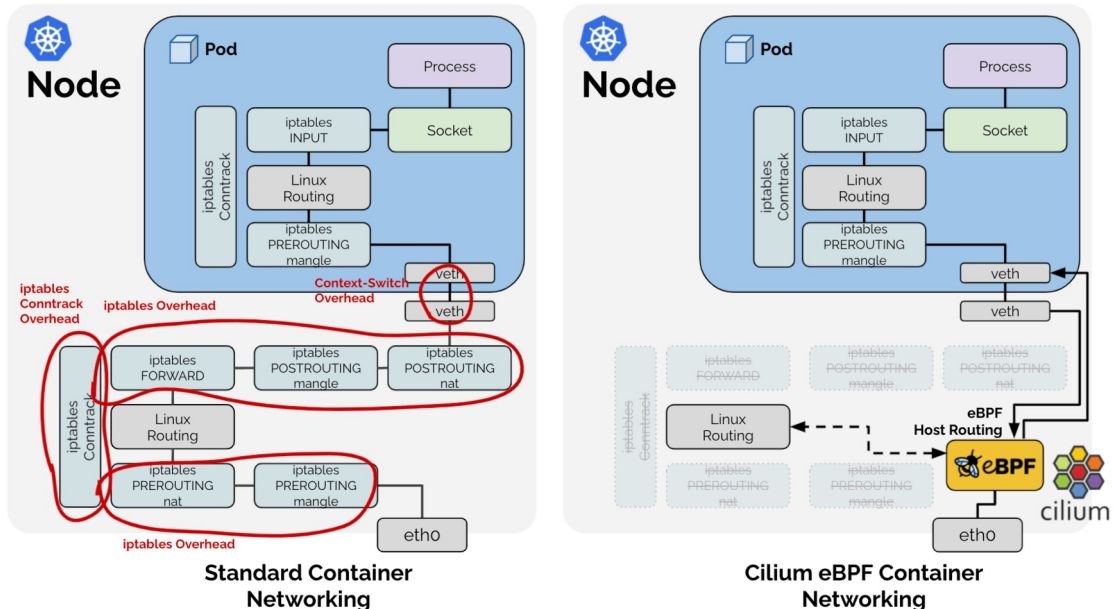 Node
Pod
Process
Socket
iptables
INPUT
Linux
Routing
iptables
PREROUTING
mangle
iptables
Conntrack
veth
veth
Context-Switch
Overhead
iptables
Conntrack
Overhead
iptables Overhead
iptables
FORWARD
iptables
POSTROUTING
mangle
iptables
POSTROUTING
nat
iptables
Conntrack
Linux
Routing
iptables
PREROUTING
nat
iptables
PREROUTING
mangle
iptables Overhead
eth0
Standard Container
Networking
Node
Pod
Process
Socket
iptables
INPUT
Linux
Routing
iptables
PREROUTING
mangle
iptables
Conntrack
veth
veth
iptables
FORWARD
iptables
POSTROUTING
mangle
iptables
POSTROUTING
nat
iptables
Conntrack
Linux
Routing
eBPF
Host Routing
iptables
PREROUTING
nat
iptables
PREROUTING
mangle
eBPF
cilium
eth0
Cilium eBPF Container
Networking